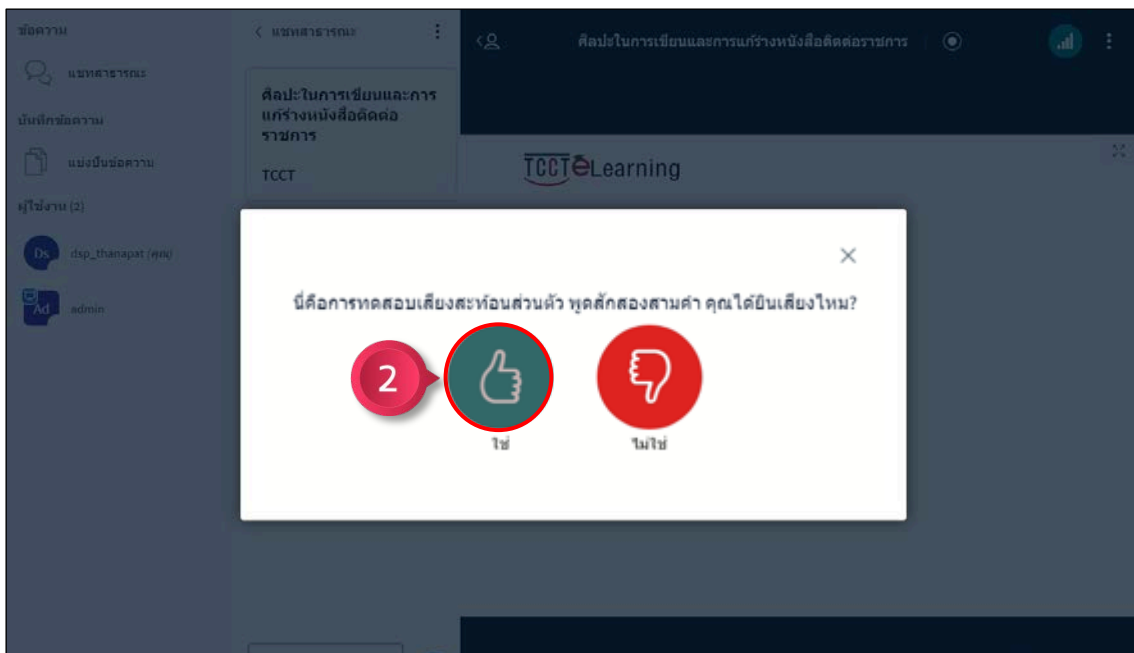 ข้อความ
แชทสาธารณะ
บันทึกข้อความ
แบ่งปันข้อความ
ผู้ใช้งาน (2)
Ds dsp_thanapat (คุณ)
Ad admin
แชทสาธารณะ
ศิลปะในการเขียนและการ
แก้ร่างหนังสือติดต่อ
ราชการ
TCCT
ศิลปะในการเขียนและการแก้ร่างหนังสือติดต่อราชการ
TCCT eLearning
นี่คือการทดสอบเสียงสะท้อนส่วนตัว พูดสักสองสามคำ คุณได้ยินเสียงไหม?
2
ใช่
ไม่ใช่